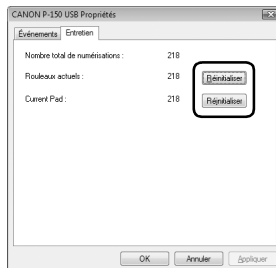 CANON P-150 USB Propriétés
Événements Entretien
Nombre total de numérisations : 218
Rouleaux actuels : 218 Réinitialiser
Current Pad : 218 Réinitialiser
OK Annuler Appliquer